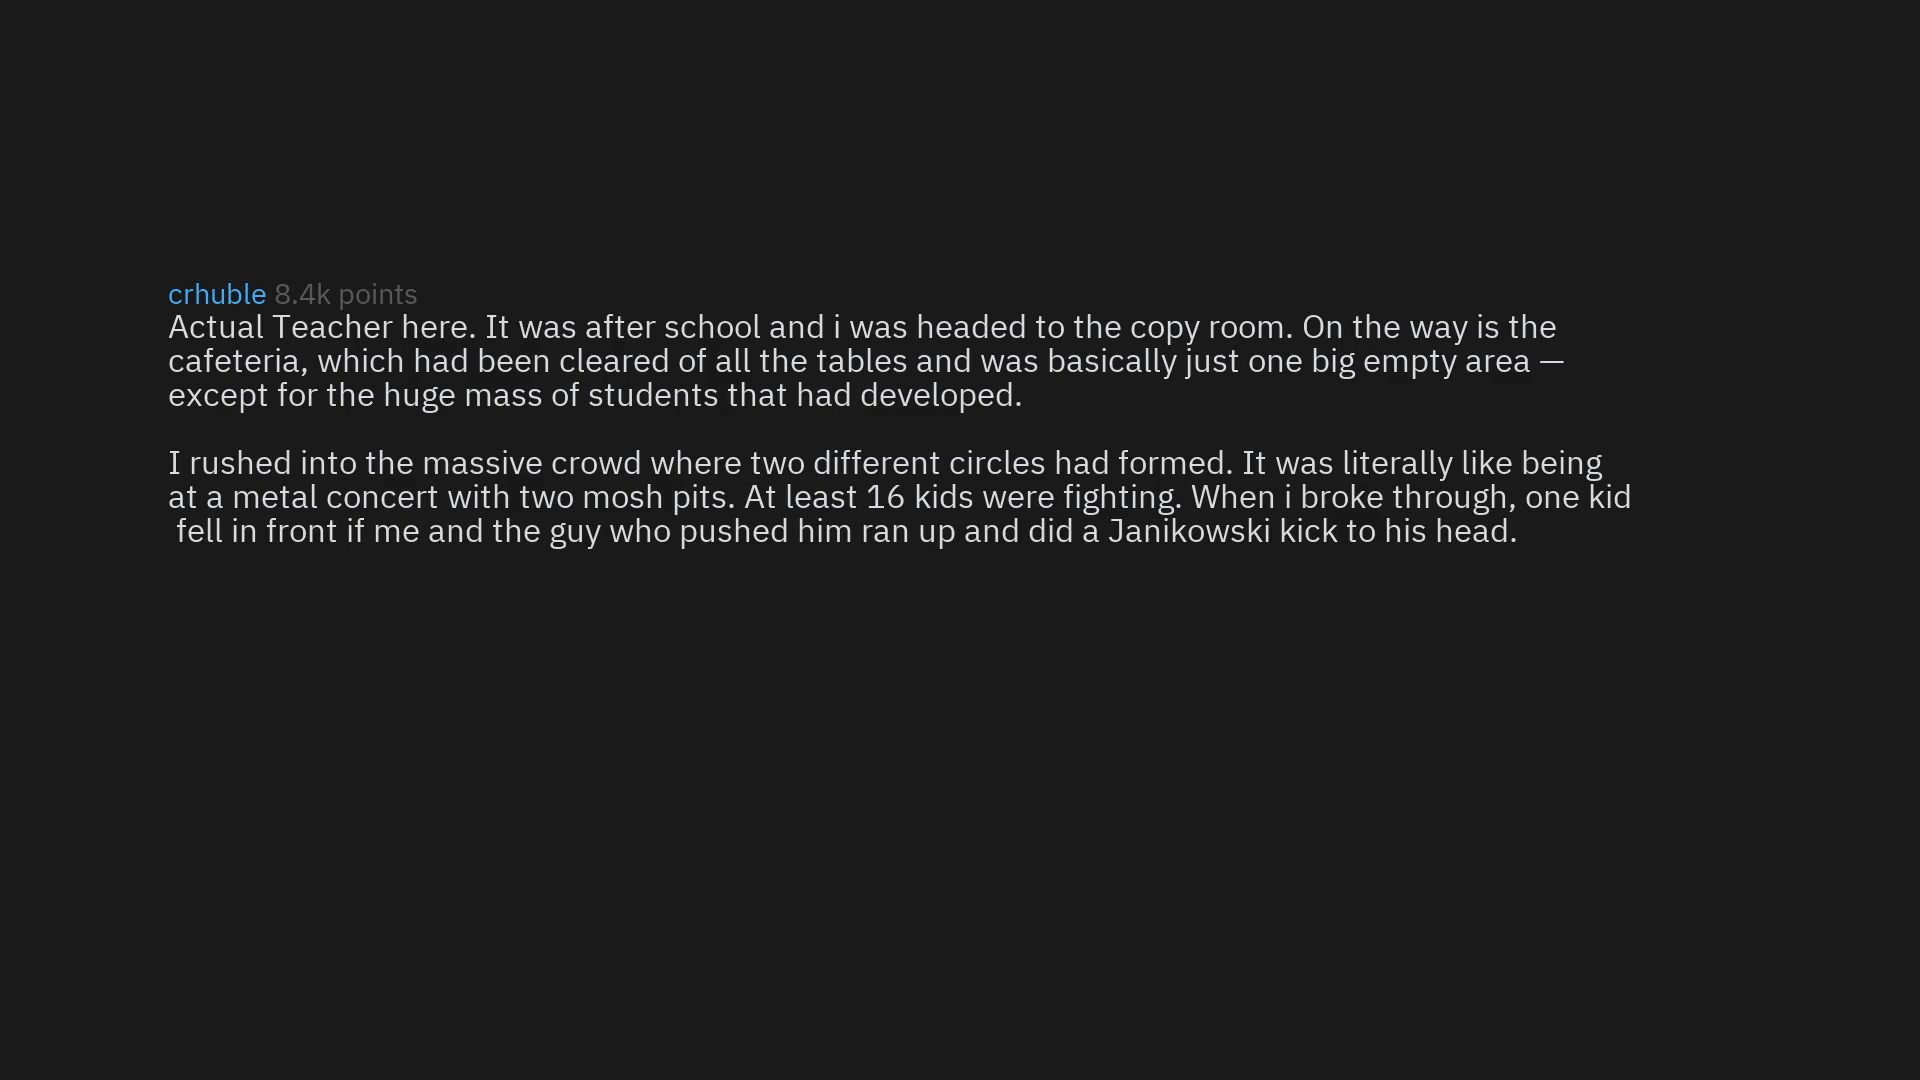 crhuble 8.4k points
Actual Teacher here. It was after school and i was headed to the copy room. On the way is the
cafeteria, which had been cleared of all the tables and was basically just one big empty area —
except for the huge mass of students that had developed.
I rushed into the massive crowd where two different circles had formed. It was literally like being
at a metal concert with two mosh pits. At least 16 kids were fighting. When i broke through, one kid
fell in front if me and the guy who pushed him ran up and did a Janikowski kick to his head.